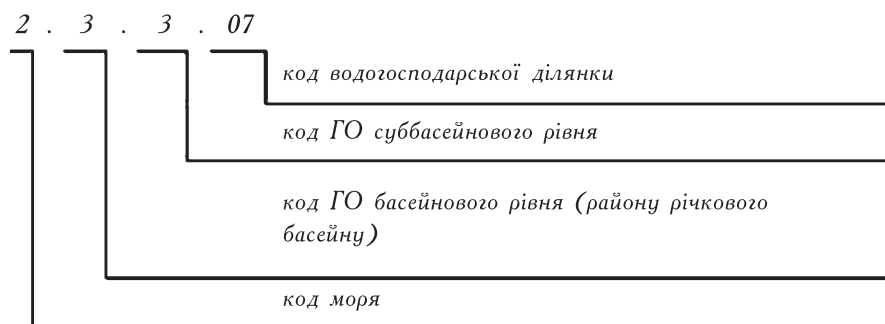 2 . 3 . 3 . 07
код водогосподарської ділянки
код ГО суббасейнового рівня
код ГО басейнового рівня (району річкового
басейну)
код моря